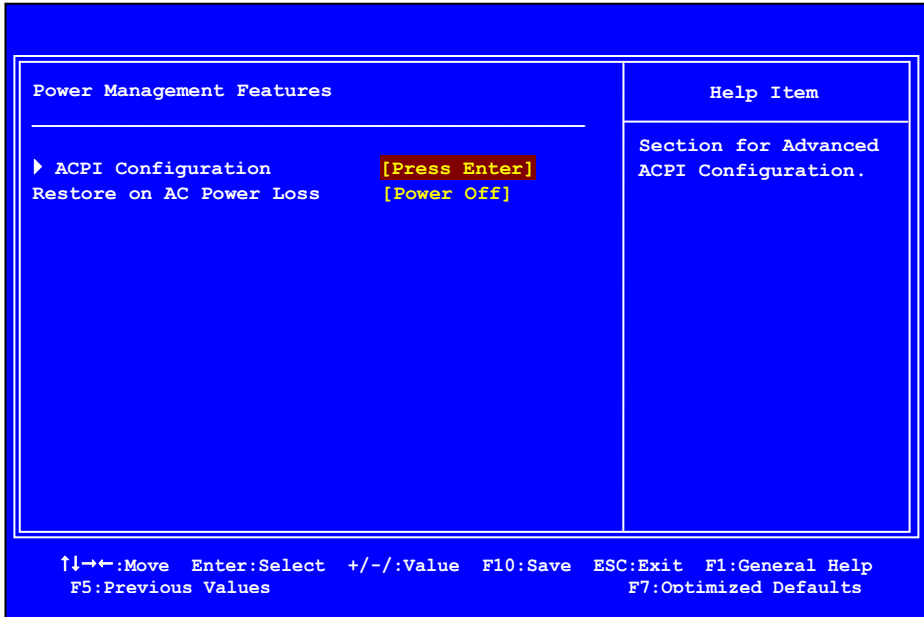 Power Management Features
Help Item
ACPI Configuration [Press Enter]
Restore on AC Power Loss [Power Off]
Section for Advanced
ACPI Configuration.
↑↓→←:Move Enter:Select +/-/:Value F10:Save ESC:Exit F1:General Help
F5:Previous Values F7:Optimized Defaults